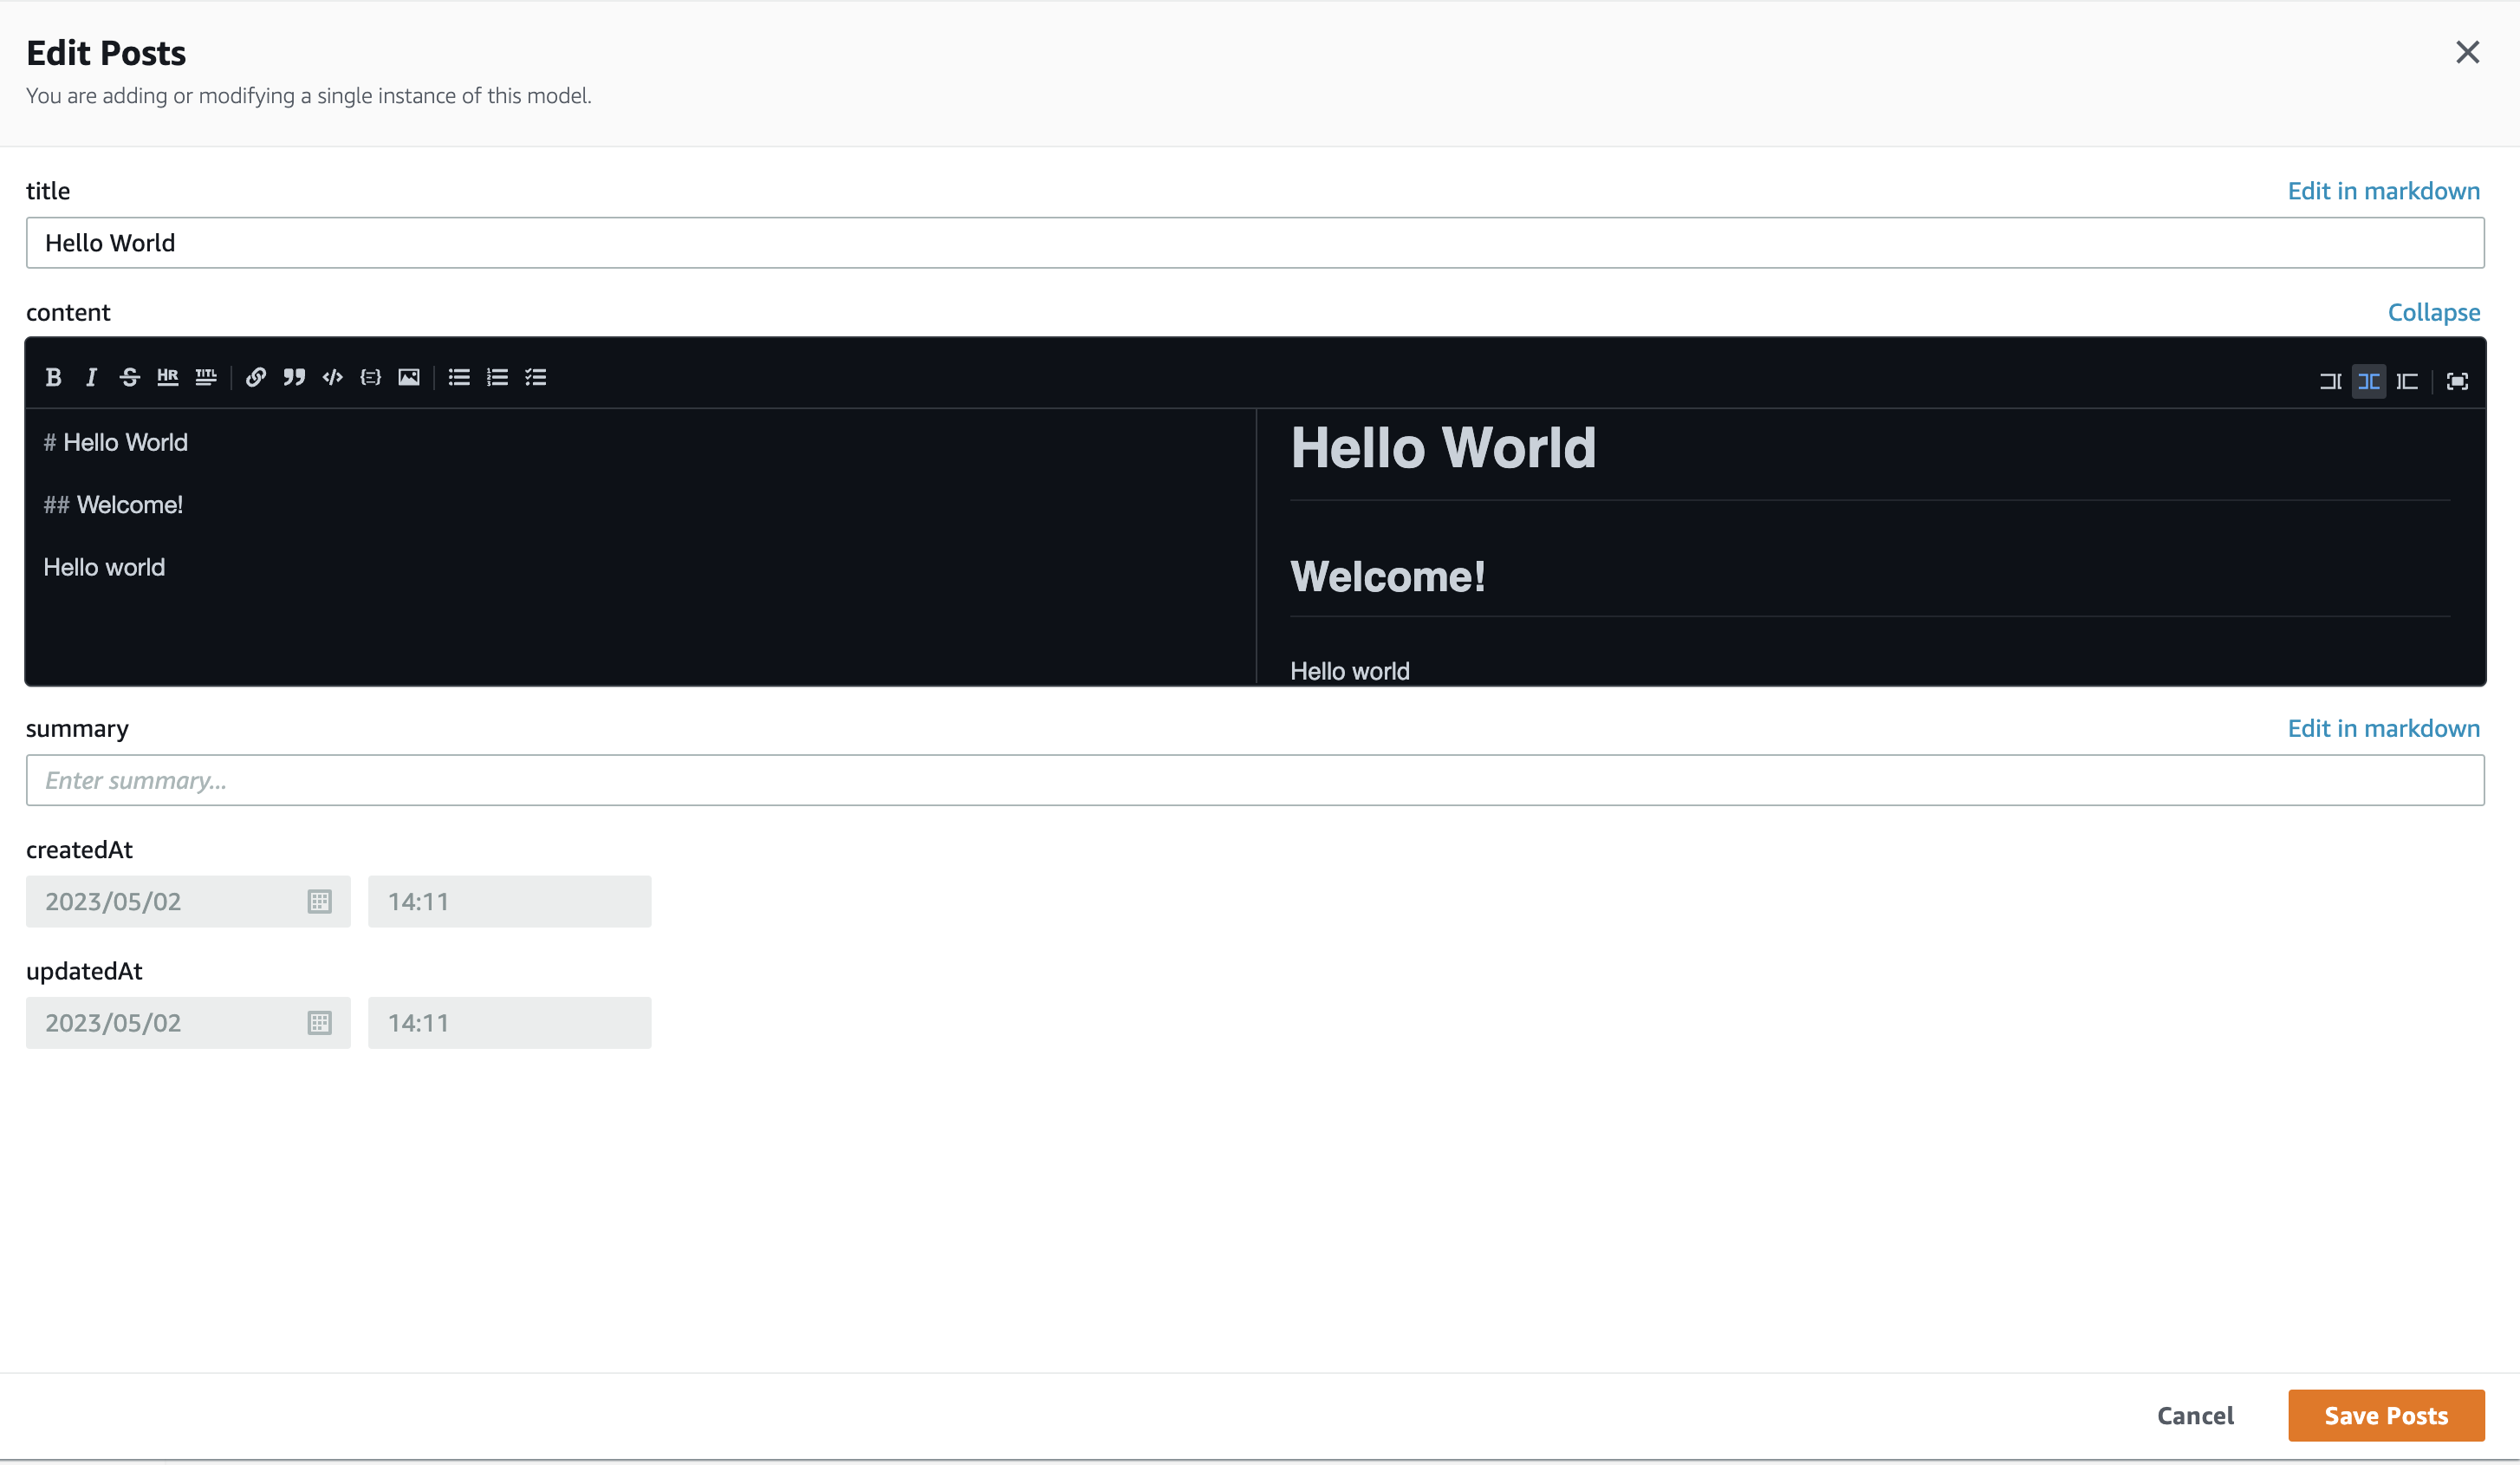 Edit Posts
You are adding or modifying a single instance of this model.
title
Edit in markdown
Hello World
content
Collapse
B I S HR TITL
# Hello World
## Welcome!
Hello world
Hello World
Welcome!
Hello world
summary
Edit in markdown
Enter summary...
createdAt
2023/05/02
14:11
updatedAt
2023/05/02
14:11
Cancel
Save Posts